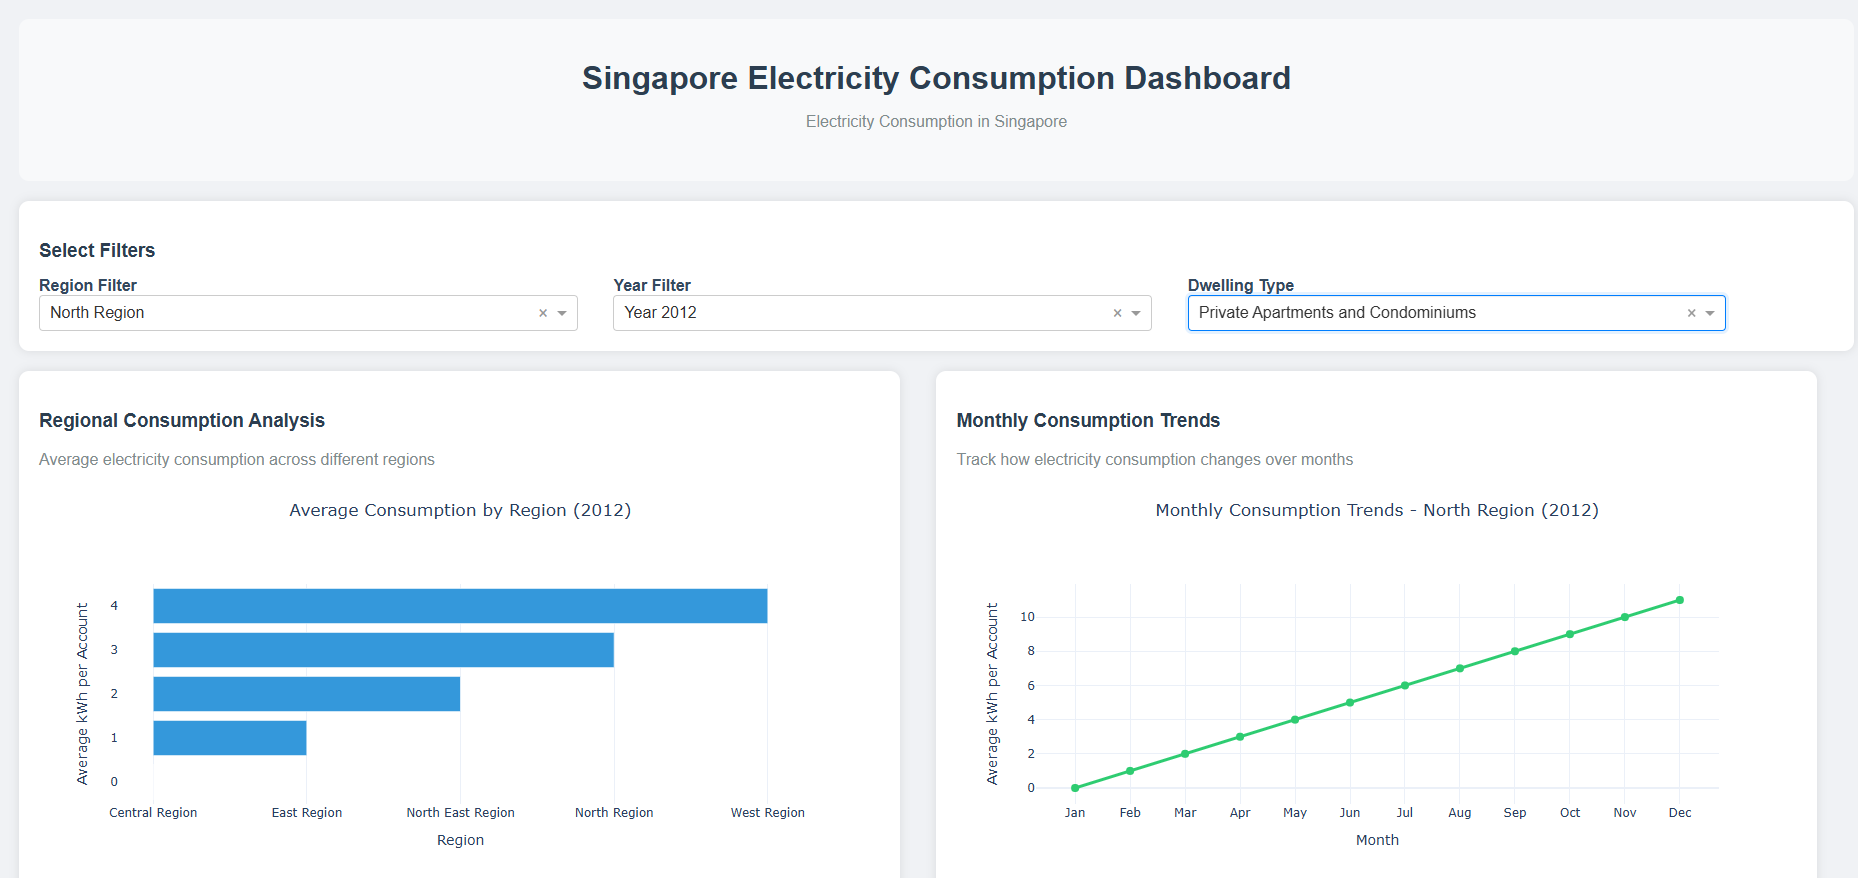 Singapore Electricity Consumption Dashboard
Electricity Consumption in Singapore
Select Filters
Region Filter
North Region
Year Filter
Year 2012
Dwelling Type
Private Apartments and Condominiums
Regional Consumption Analysis
Average electricity consumption across different regions
Average Consumption by Region (2012)
Average kWh per Account
4
3
2
1
0
Central Region East Region North East Region North Region West Region
Region
Monthly Consumption Trends
Track how electricity consumption changes over months
Monthly Consumption Trends - North Region (2012)
Average kWh per Account
10
8
6
4
2
0
Jan Feb Mar Apr May Jun Jul Aug Sep Oct Nov Dec
Month